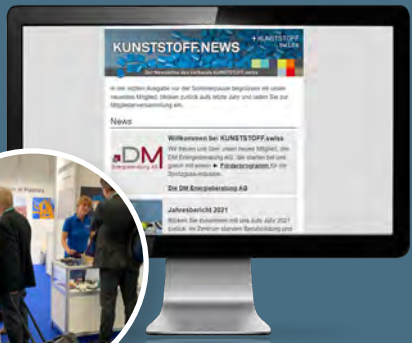 KUNSTSTOFF.NEWS
+ KUNSTSTOFF
swiss
Der Newsletter des Verbands KUNSTSTOFF.swiss
In der letzten Ausgabe vor der Sommerpause begrüssen wir unser
neuestes Mitglied, blicken zurück aufs letzte Jahr und laden Sie zur
Mitgliederversammlung ein.
News
DM
Energieberatung AG
Willkommen bei KUNSTSTOFF.swiss
Wir freuen uns über unser neues Mitglied, die
DM Energieberatung AG. Sie starten bei uns
gleich mit einem ► Förderprogramm für die
Spritzguss-Industrie.
Die DM Energieberatung AG
Jahresbericht 2021
Blicken Sie zusammen mit uns aufs Jahr 2021
zurück. Im Zentrum standen Berufsbildung und
of Plastics